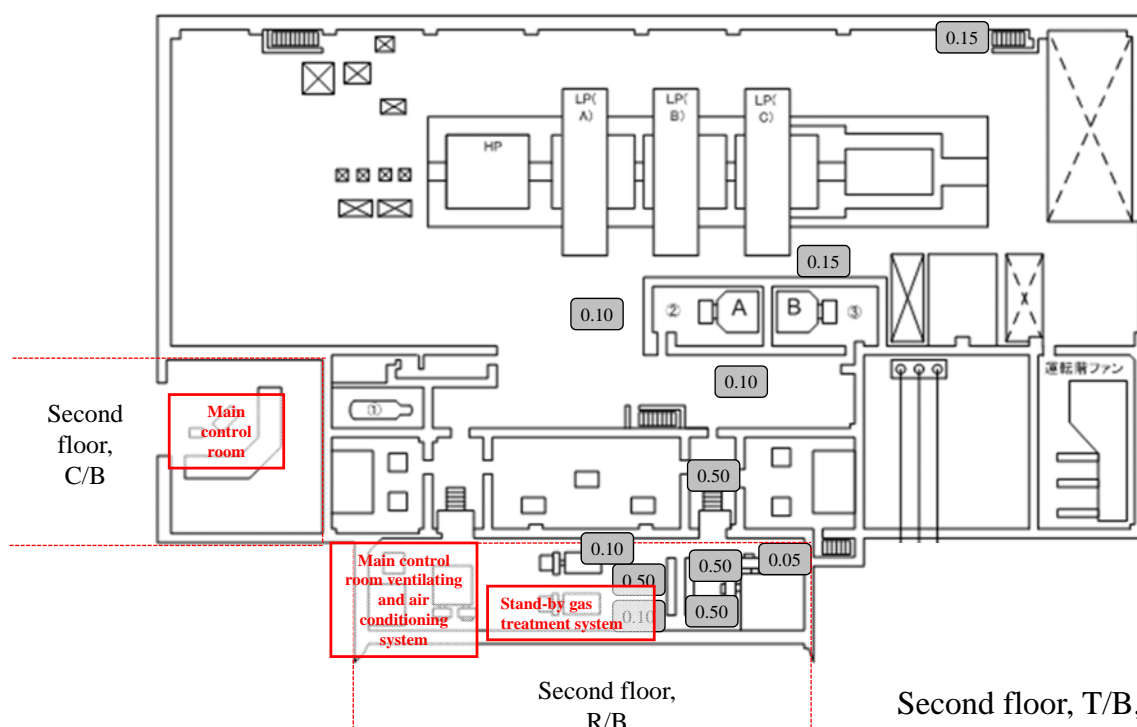 0.15
LP(
A)
LP(
B)
LP(
C)
HP
0.15
0.10
②
A
B
③
0.10
運転階ファン
Second
floor,
C/B
Main
control
room
①
0.50
0.10
0.50
0.50
0.05
Main control
room ventilating
and air
conditioning
system
Stand-by gas
treatment system
0.10
0.50
Second floor,
R/B
Second floor, T/B,